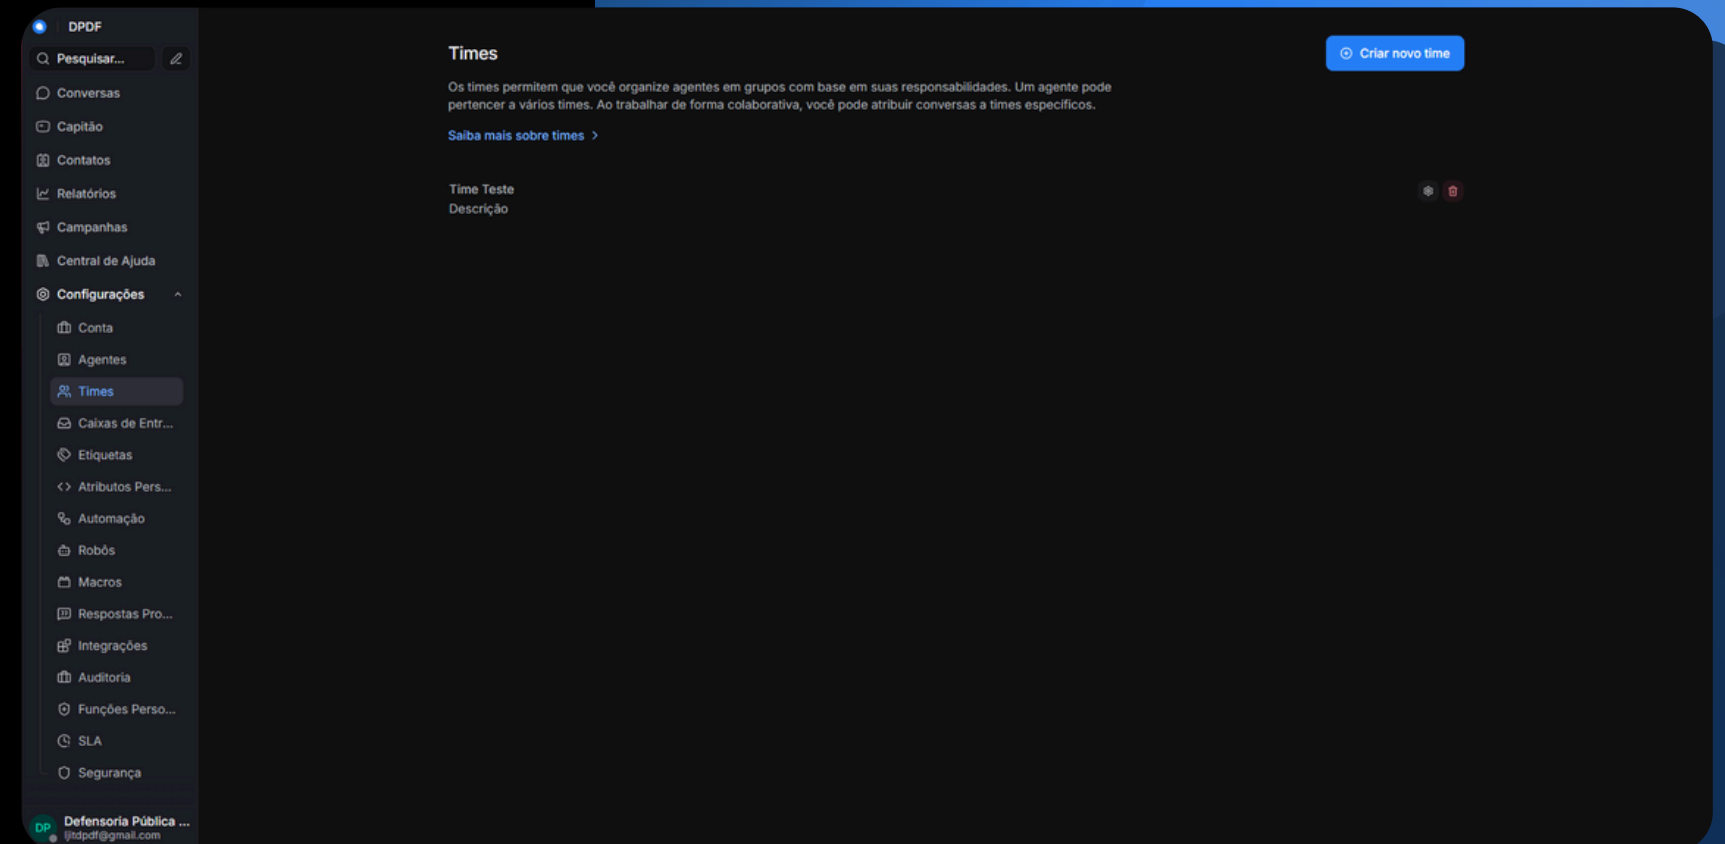 DPDF
Pesquisar...
Conversas
Capitão
Contatos
Relatórios
Campanhas
Central de Ajuda
Configurações
Conta
Agentes
Times
Caixas de Entr...
Etiquetas
Atributos Pers...
Automação
Robôs
Macros
Respostas Pro...
Integrações
Auditoria
Funções Perso...
SLA
Segurança
DP
Defensoria Pública ...
ljitdpdf@gmail.com
Times
Criar novo time
Os times permitem que você organize agentes em grupos com base em suas responsabilidades. Um agente pode
pertencer a vários times. Ao trabalhar de forma colaborativa, você pode atribuir conversas a times específicos.
Saiba mais sobre times
Time Teste
Descrição